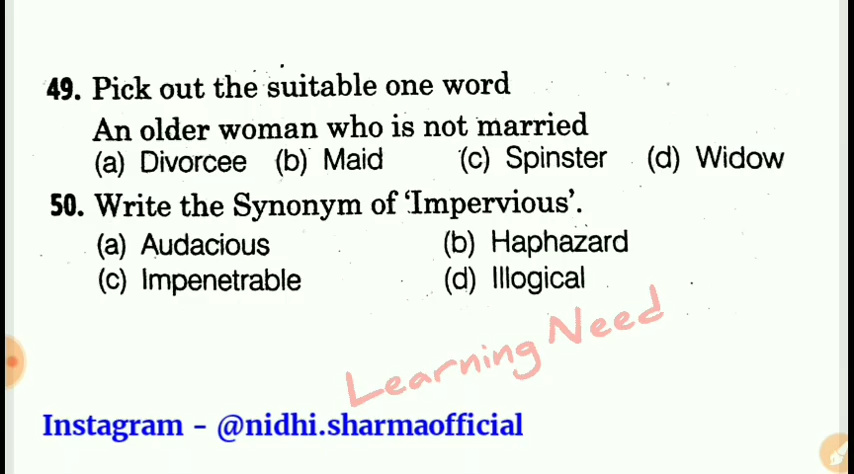 49. Pick out the suitable one word
An older woman who is not married
(a) Divorcee (b) Maid (c) Spinster (d) Widow
50. Write the Synonym of ‘Impervious’.
(a) Audacious (b) Haphazard
(c) Impenetrable (d) Illogical
Learning Need
Instagram - @nidhi.sharmaofficial